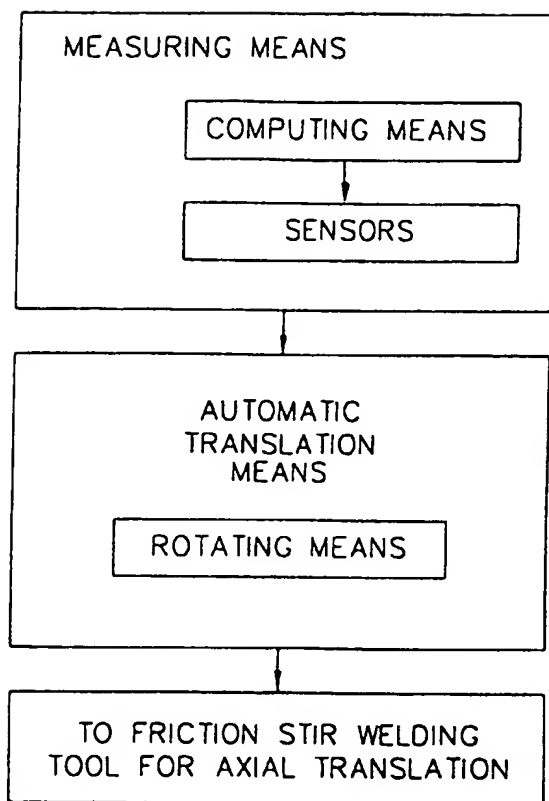 MEASURING MEANS
COMPUTING MEANS
SENSORS
AUTOMATIC
TRANSLATION
MEANS
ROTATING MEANS
TO FRICTION STIR WELDING
TOOL FOR AXIAL TRANSLATION